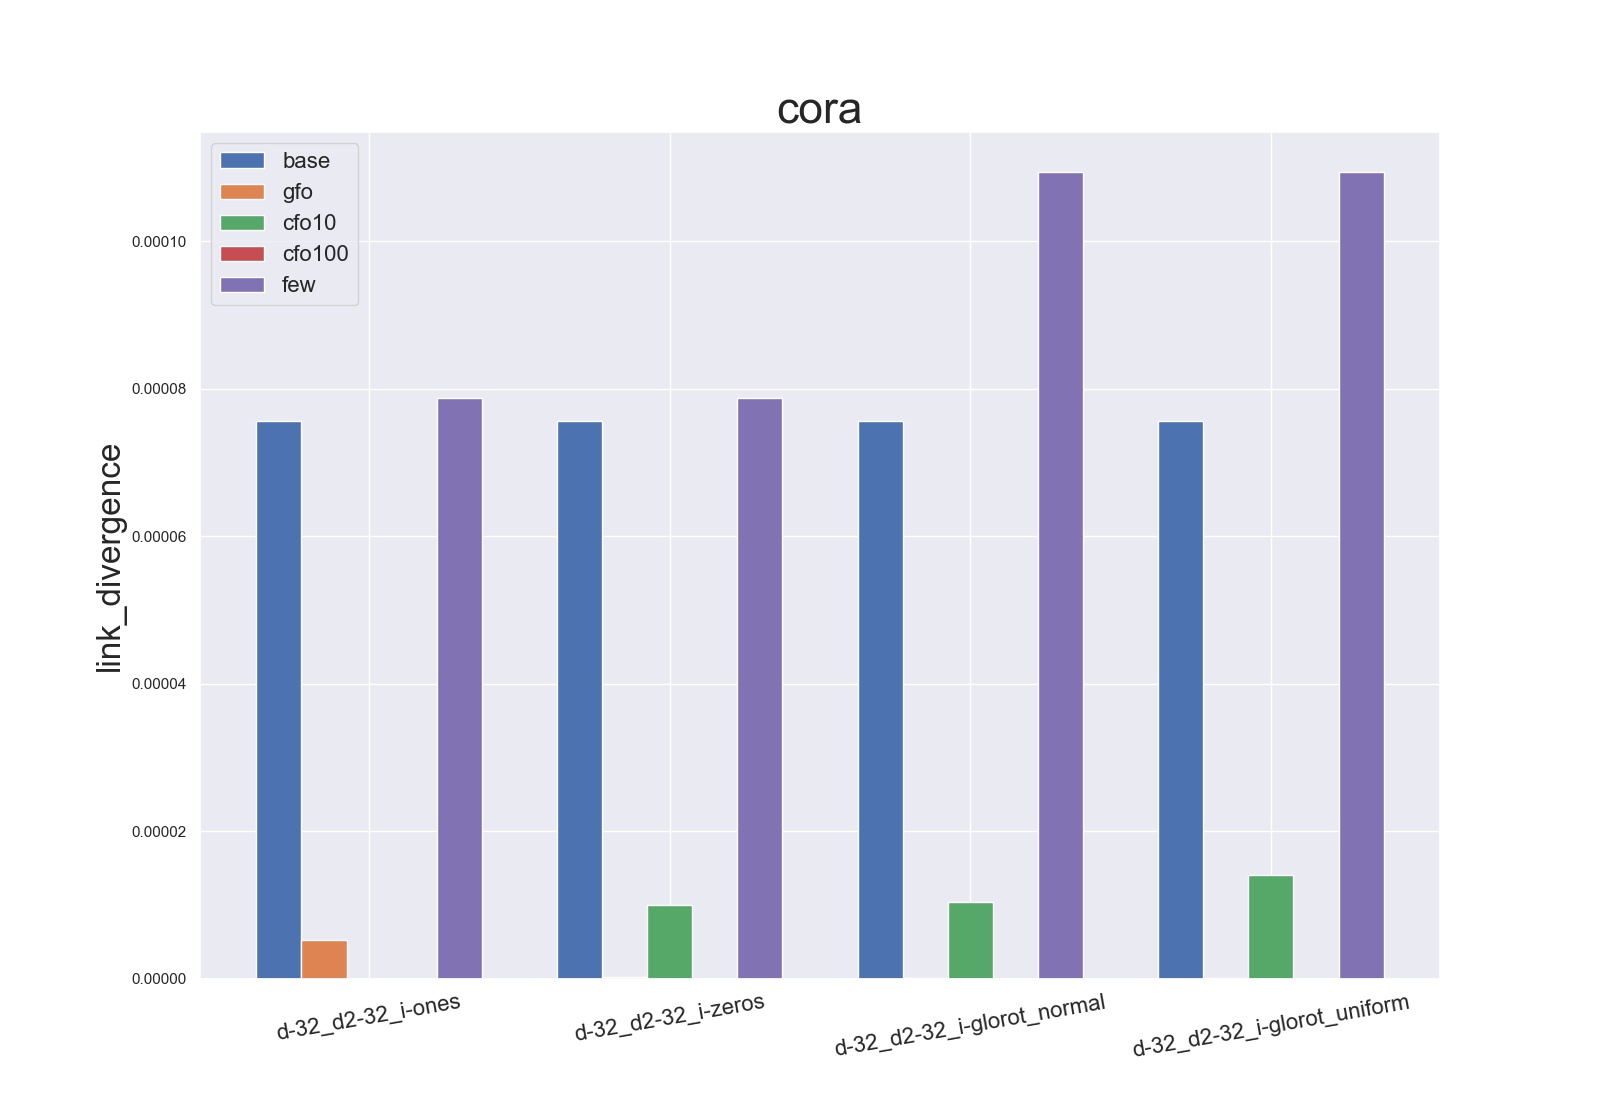 cora
base
gfo
cfo10
cfo100
few
link_divergence
0.00010
0.00008
0.00006
0.00004
0.00002
0.00000
d-32_d2-32_i-ones
d-32_d2-32_i-zeros
d-32_d2-32_i-glorot_normal
d-32_d2-32_i-glorot_uniform